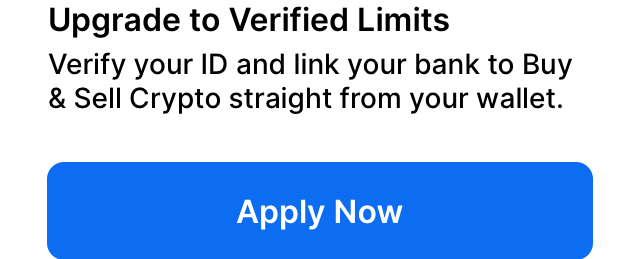 Upgrade to Verified Limits
Verify your ID and link your bank to Buy
& Sell Crypto straight from your wallet.
Apply Now